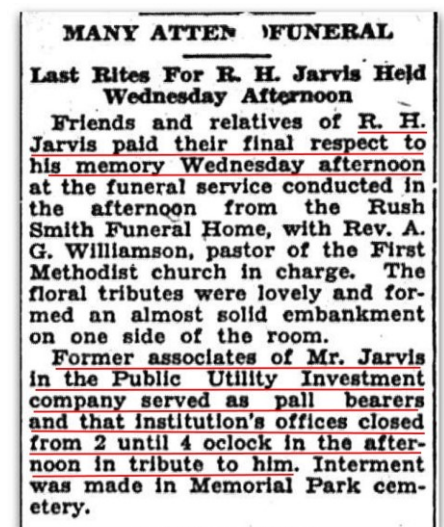 MANY ATTEN FUNERAL
Last Rites For R. H. Jarvis Held
Wednesday Afternoon
Friends and relatives of R. H.
Jarvis paid their final respect to
his memory Wednesday afternoon
at the funeral service conducted in
the afternoon from the Rush
Smith Funeral Home, with Rev. A.
G. Williamson, pastor of the First
Methodist church in charge. The
floral tributes were lovely and for-
med an almost solid embankment
on one side of the room.
Former associates of Mr. Jarvis
in the Public Utility Investment
company served as pall bearers
and that institution's offices closed
from 2 until 4 oclock in the after-
noon in tribute to him. Interment
was made in Memorial Park cem-
etery.